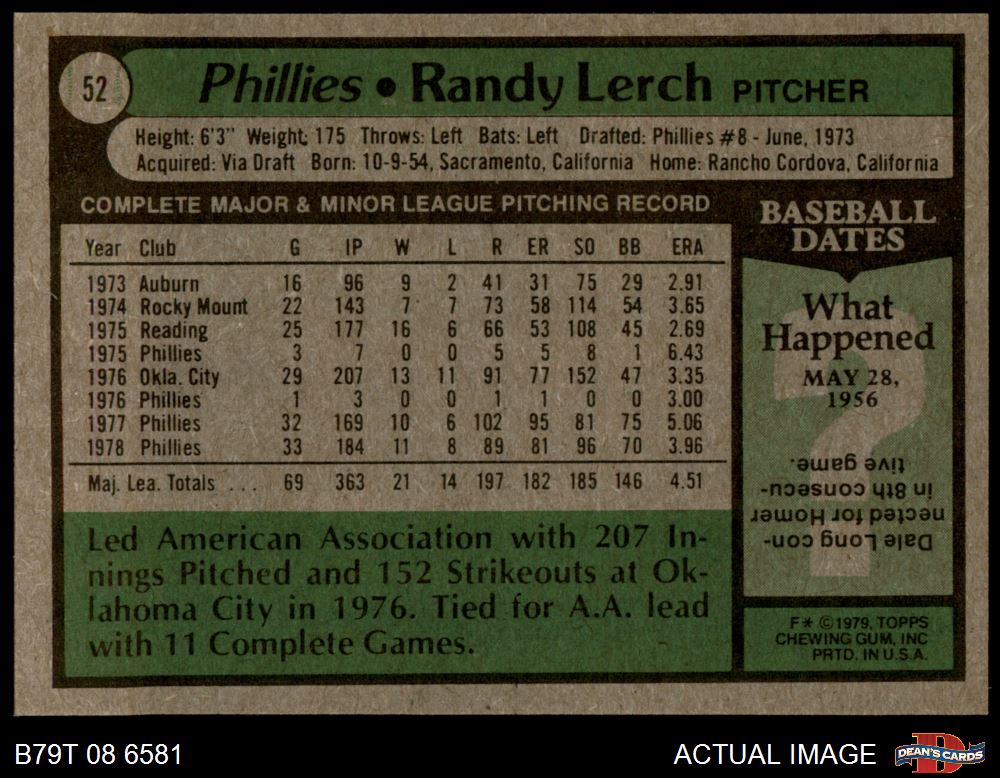 52
Phillies • Randy Lerch PITCHER
Height: 6'3" Weight: 175 Throws: Left Bats: Left Drafted: Phillies #8 - June, 1973
Acquired: Via Draft Born: 10-9-54, Sacramento, California Home: Rancho Cordova, California
COMPLETE MAJOR & MINOR LEAGUE PITCHING RECORD
Year Club G IP W L R ER SO BB ERA
1973 Auburn 16 96 9 2 41 31 75 29 2.91
1974 Rocky Mount 22 143 7 7 73 58 114 54 3.65
1975 Reading 25 177 16 6 66 53 108 45 2.69
1975 Phillies 3 7 0 0 5 5 8 1 6.43
1976 Okla. City 29 207 13 11 91 77 152 47 3.35
1976 Phillies 1 3 0 0 1 1 0 0 3.00
1977 Phillies 32 169 10 6 102 95 81 75 5.06
1978 Phillies 33 184 11 8 89 81 96 70 3.96
Maj. Lea. Totals ... 69 363 21 14 197 182 185 146 4.51
Led American Association with 207 In-
nings Pitched and 152 Strikeouts at Ok-
lahoma City in 1976. Tied for A.A. lead
with 11 Complete Games.
BASEBALL
DATES
What
Happened
MAY 28,
1956
?
Dale Long con-
nected for Homer
in 8th consecu-
tive game.
F* ©1979, TOPPS
CHEWING GUM, INC
PRTD. IN U.S.A.
B79T 08 6581
ACTUAL IMAGE
D
DEAN'S CARDS